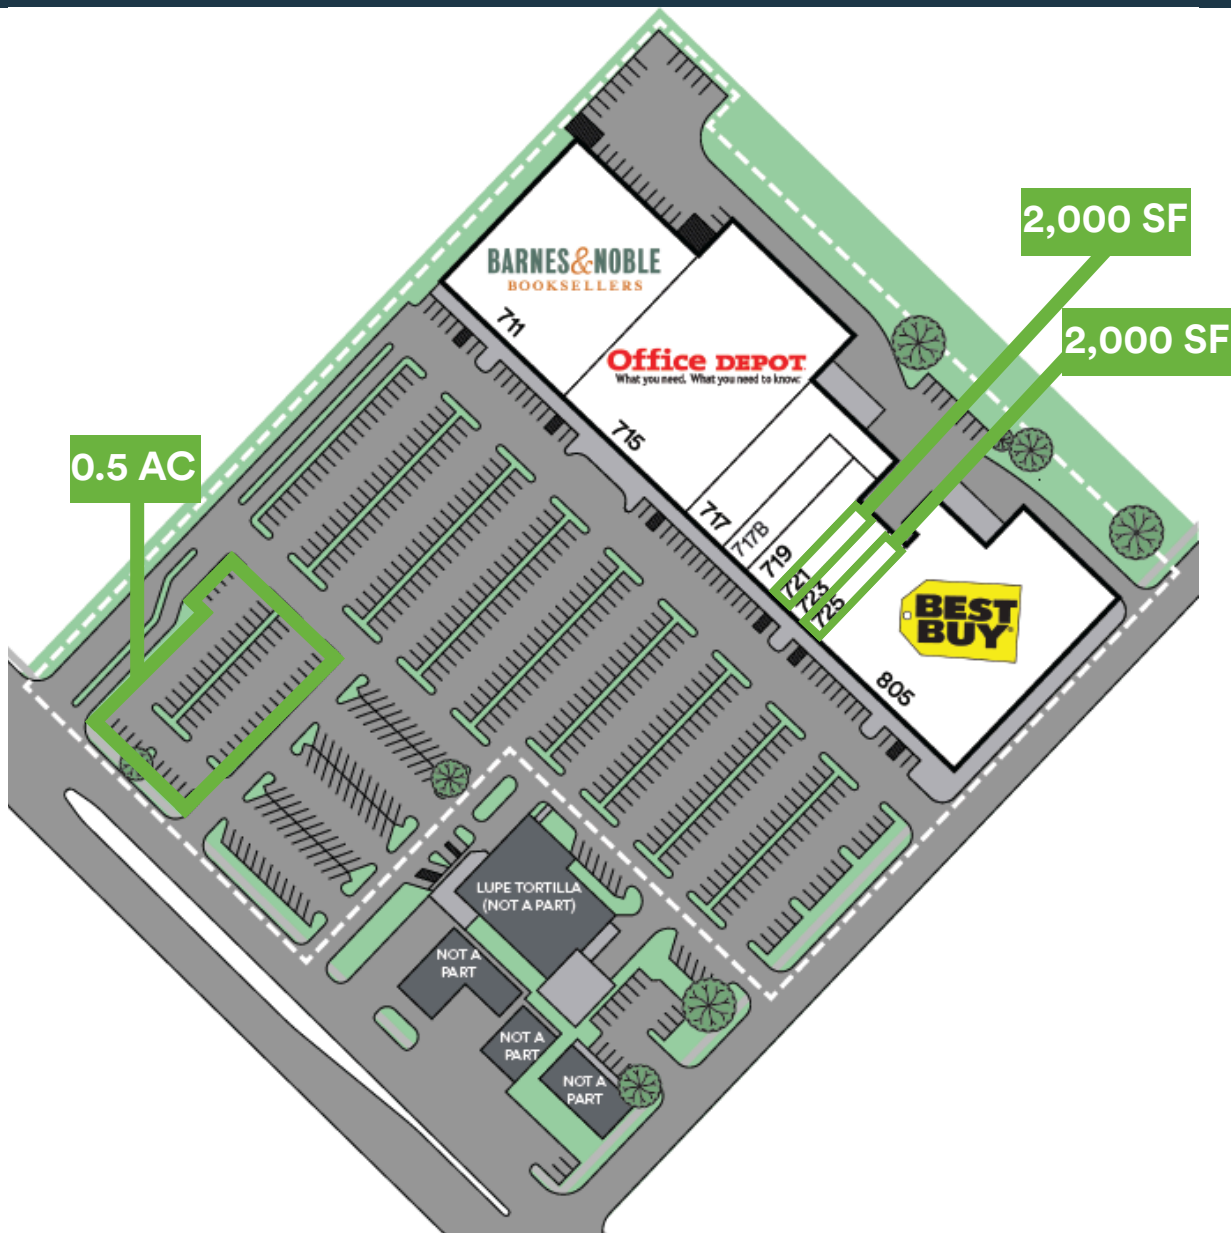 2,000 SF
BARNES&NOBLE
BOOKSELLERS
711
2,000 SF
Office DEPOT
What you need. What you need to know.
715
0.5 AC
717
717B
719
721
723
725
BEST
BUY
805
LUPE TORTILLA
(NOT A PART)
NOT A
PART
NOT A
PART
NOT A
PART